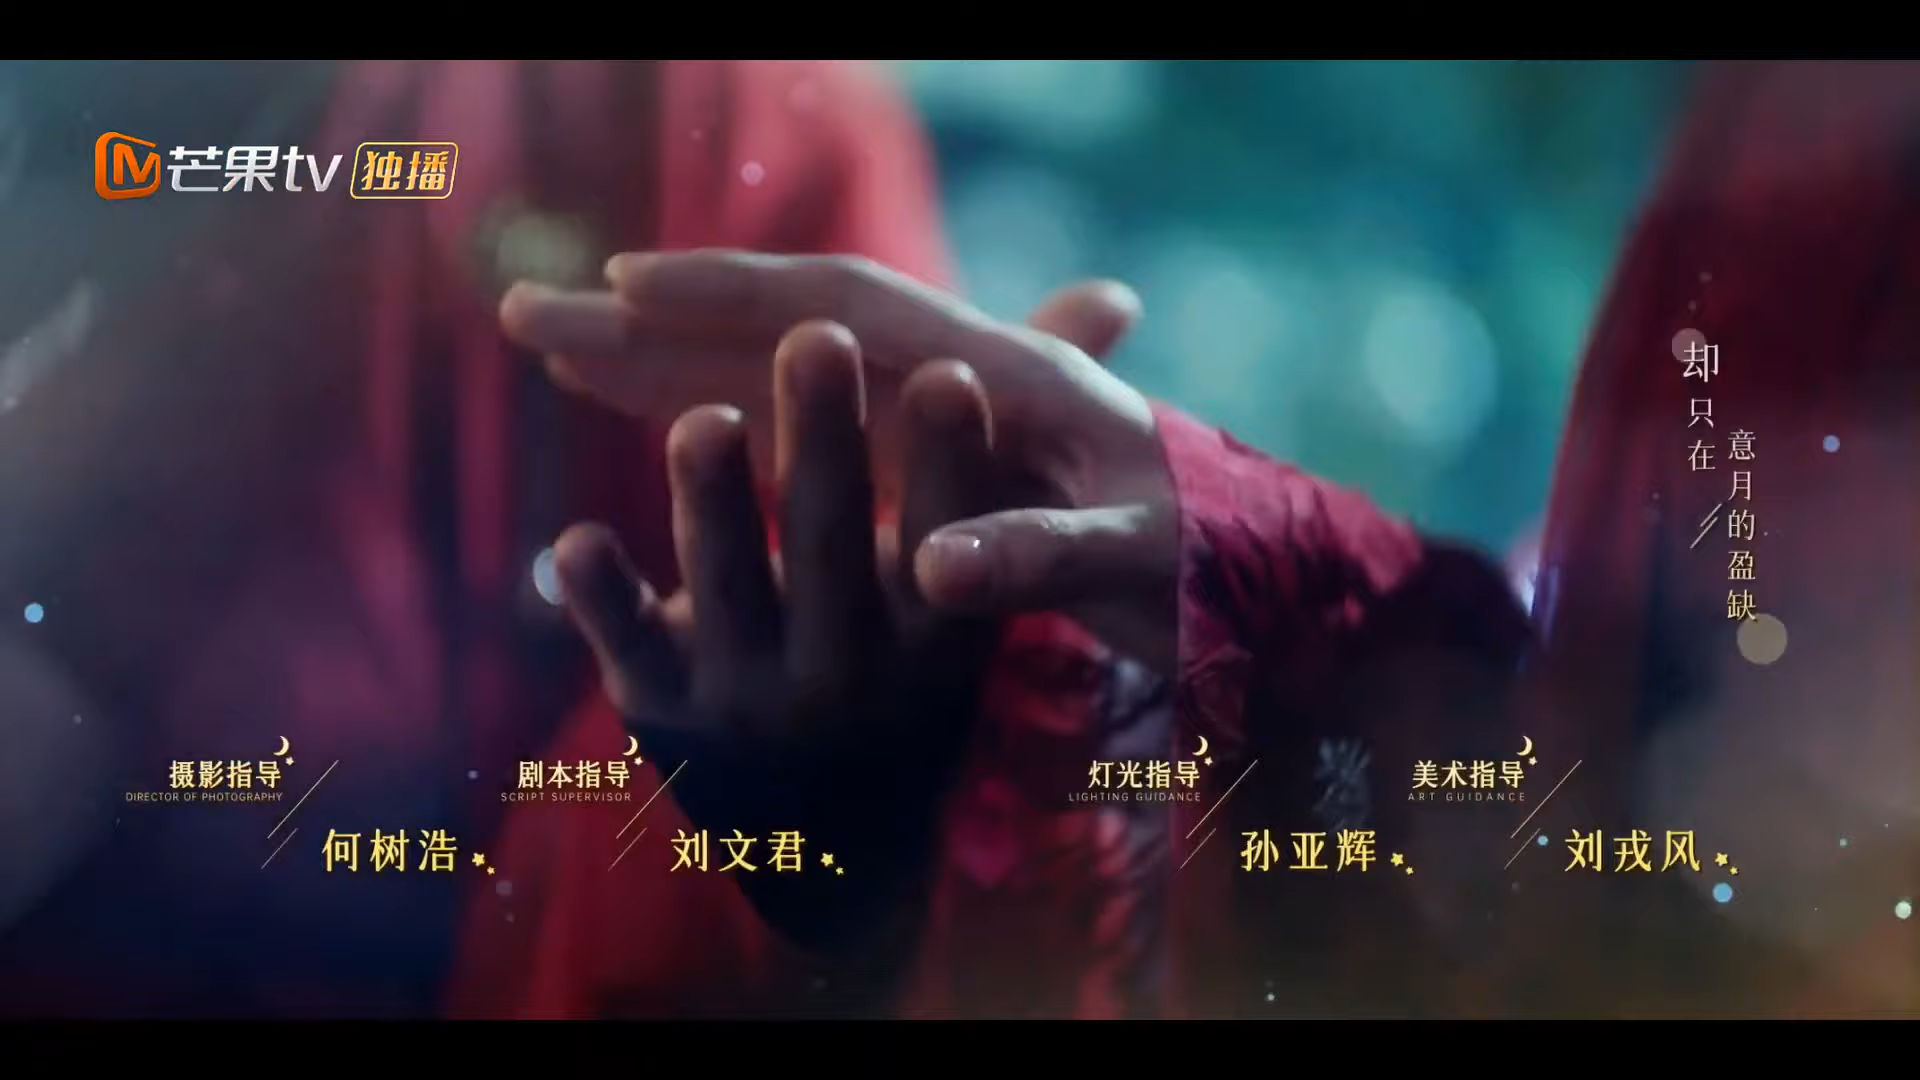 芒果tv 独播
却只在
意月的盈缺
摄影指导
DIRECTOR OF PHOTOGRAPHY
何树浩
剧本指导
SCRIPT SUPERVISOR
刘文君
灯光指导
LIGHTING GUIDANCE
孙亚辉
美术指导
ART GUIDANCE
刘戎风